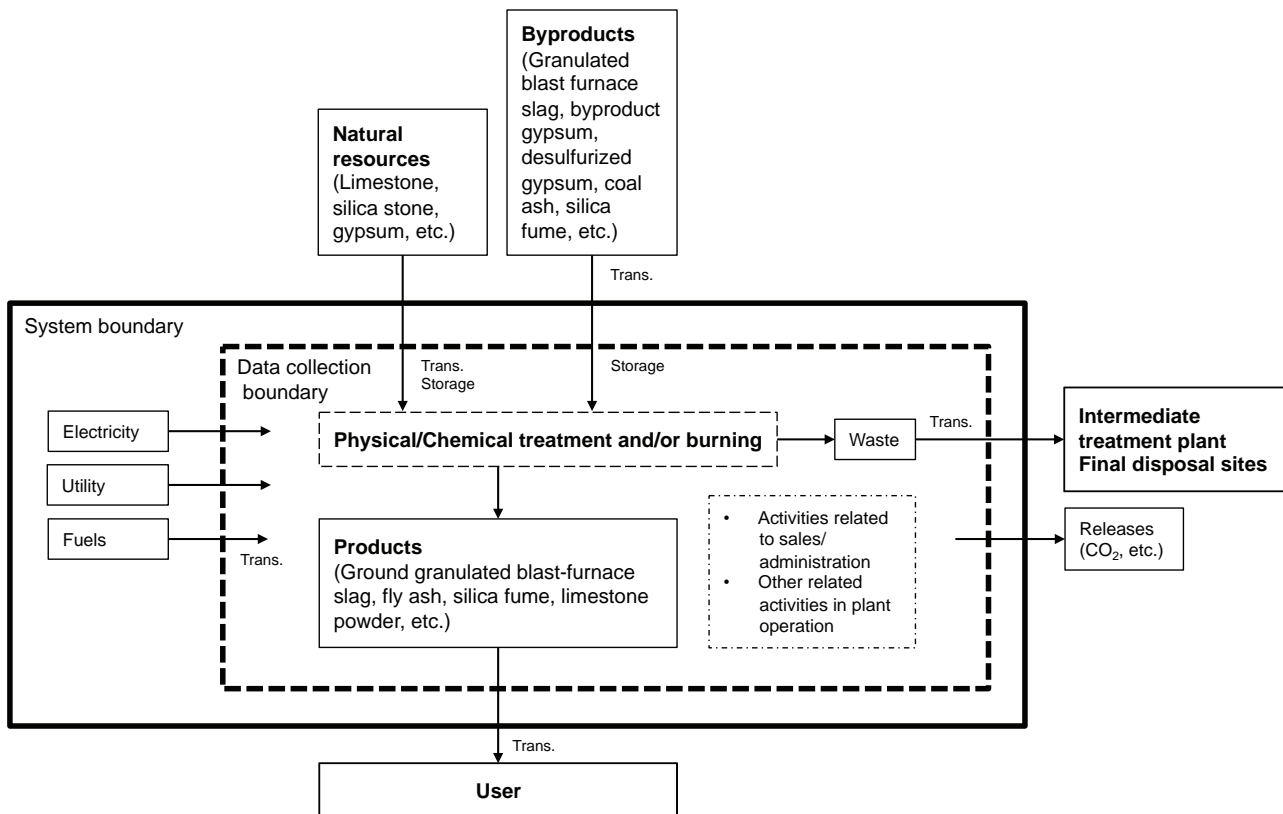 Byproducts
(Granulated
blast furnace
slag, byproduct
gypsum,
desulfurized
gypsum, coal
ash, silica
fume, etc.)
Natural
resources
(Limestone,
silica stone,
gypsum, etc.)
Trans.
System boundary
Data collection
boundary
Trans.
Storage
Storage
Electricity
Utility
Fuels
Trans.
Physical/Chemical treatment and/or burning
Waste
Trans.
Intermediate
treatment plant
Final disposal sites
Products
(Ground granulated blast-furnace
slag, fly ash, silica fume, limestone
powder, etc.)
• Activities related
to sales/
administration
• Other related
activities in plant
operation
Releases
(CO₂, etc.)
Trans.
User